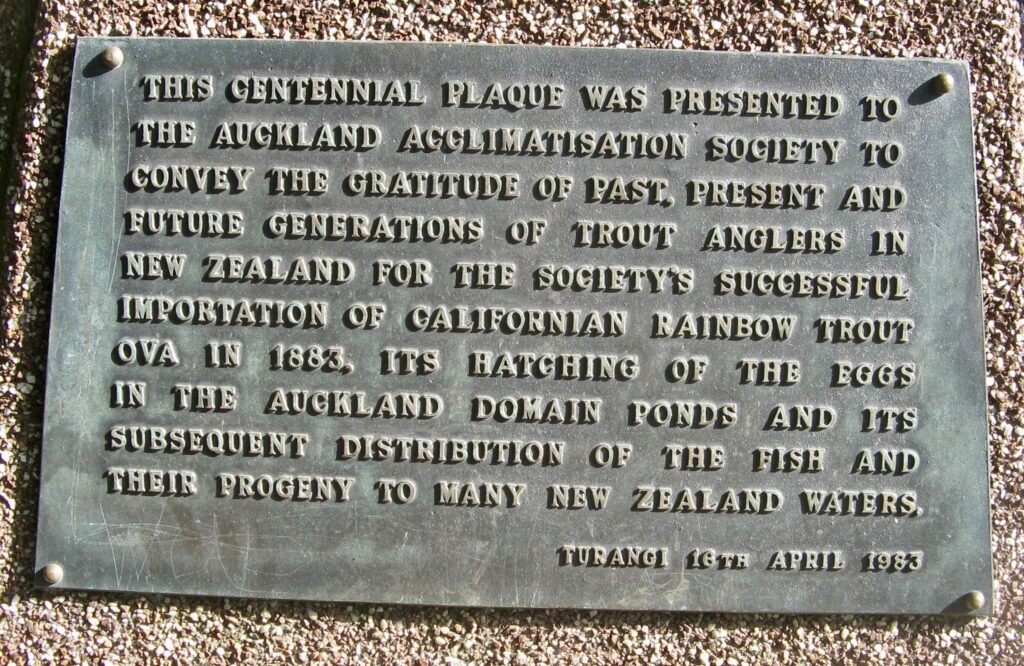 THIS CENTENNIAL PLAQUE WAS PRESENTED TO
THE AUCKLAND ACCLIMATISATION SOCIETY TO
CONVEY THE GRATITUDE OF PAST, PRESENT AND
FUTURE GENERATIONS OF TROUT ANGLERS IN
NEW ZEALAND FOR THE SOCIETY'S SUCCESSFUL
IMPORTATION OF CALIFORNIAN RAINBOW TROUT
OVA IN 1883, ITS HATCHING OF THE EGGS
IN THE AUCKLAND DOMAIN PONDS AND ITS
SUBSEQUENT DISTRIBUTION OF THE FISH AND
THEIR PROGENY TO MANY NEW ZEALAND WATERS.
TURANGI 16TH APRIL 1983